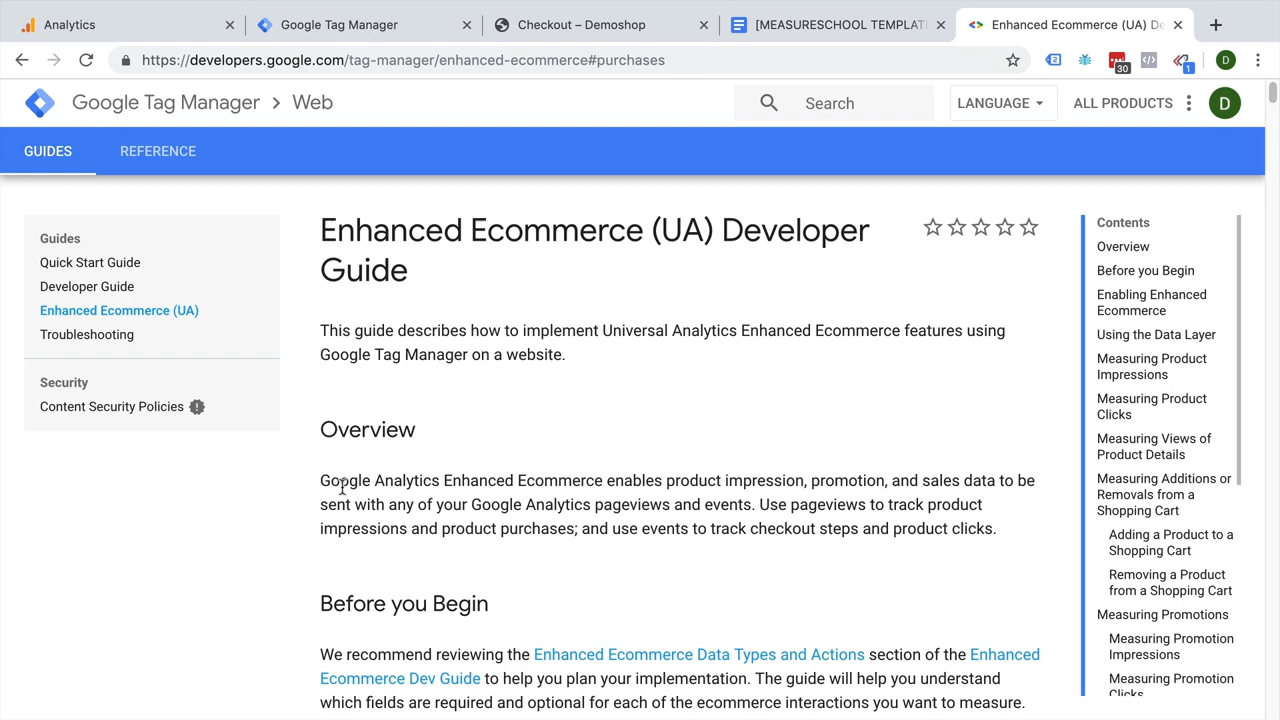 Analytics
Google Tag Manager
Checkout – Demoshop
[MEASURESCHOOL TEMPLAT
Enhanced Ecommerce (UA) De
https://developers.google.com/tag-manager/enhanced-ecommerce#purchases
2
30
1
D
Google Tag Manager > Web
Search
LANGUAGE
ALL PRODUCTS
D
GUIDES
REFERENCE
Guides
Quick Start Guide
Developer Guide
Enhanced Ecommerce (UA)
Troubleshooting
Security
Content Security Policies
Enhanced Ecommerce (UA) Developer
Guide
This guide describes how to implement Universal Analytics Enhanced Ecommerce features using
Google Tag Manager on a website.
Overview
Google Analytics Enhanced Ecommerce enables product impression, promotion, and sales data to be
sent with any of your Google Analytics pageviews and events. Use pageviews to track product
impressions and product purchases; and use events to track checkout steps and product clicks.
Before you Begin
We recommend reviewing the Enhanced Ecommerce Data Types and Actions section of the Enhanced
Ecommerce Dev Guide to help you plan your implementation. The guide will help you understand
which fields are required and optional for each of the ecommerce interactions you want to measure.
Contents
Overview
Before you Begin
Enabling Enhanced
Ecommerce
Using the Data Layer
Measuring Product
Impressions
Measuring Product
Clicks
Measuring Views of
Product Details
Measuring Additions or
Removals from a
Shopping Cart
Adding a Product to a
Shopping Cart
Removing a Product
from a Shopping Cart
Measuring Promotions
Measuring Promotion
Impressions
Measuring Promotion
Clicks